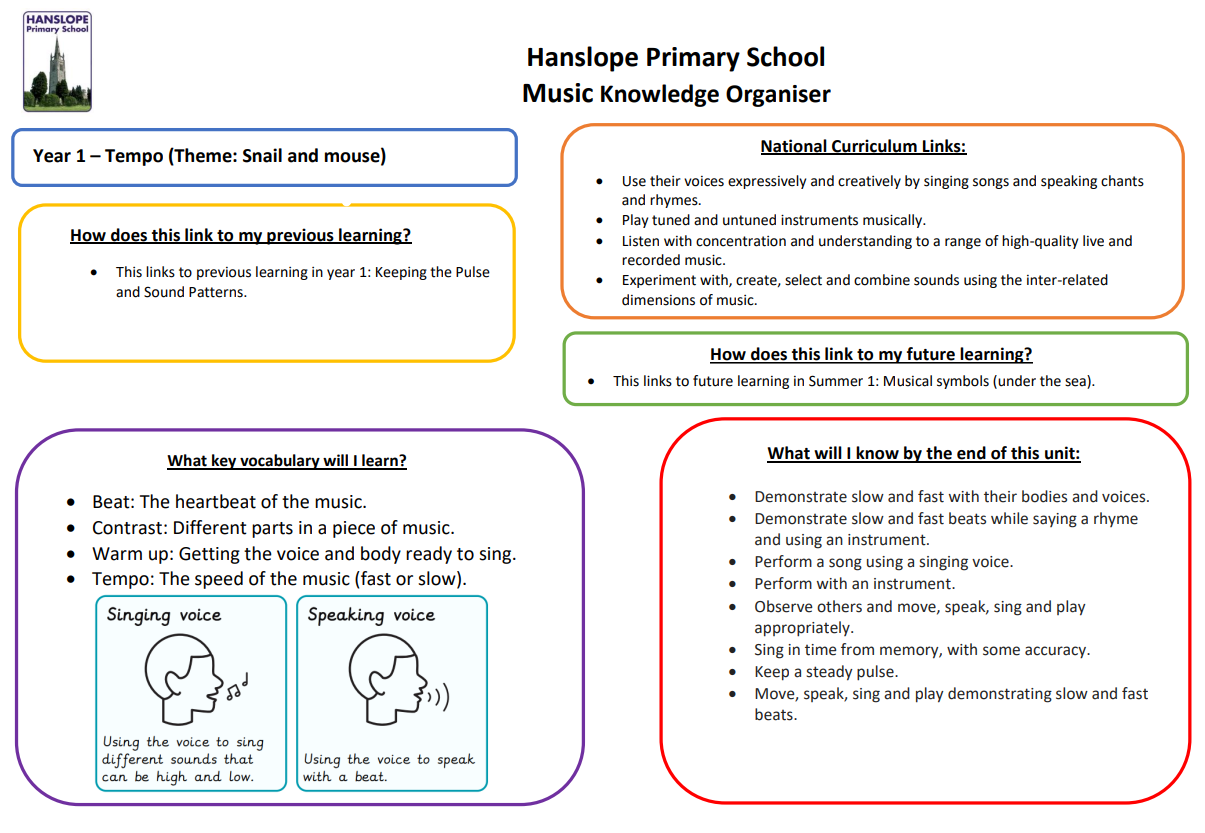 HANSLOPE
Primary School
Hanslope Primary School
Music Knowledge Organiser
Year 1 – Tempo (Theme: Snail and mouse)
How does this link to my previous learning?
• This links to previous learning in year 1: Keeping the Pulse
and Sound Patterns.
National Curriculum Links:
• Use their voices expressively and creatively by singing songs and speaking chants
and rhymes.
• Play tuned and untuned instruments musically.
• Listen with concentration and understanding to a range of high-quality live and
recorded music.
• Experiment with, create, select and combine sounds using the inter-related
dimensions of music.
How does this link to my future learning?
• This links to future learning in Summer 1: Musical symbols (under the sea).
What key vocabulary will I learn?
• Beat: The heartbeat of the music.
• Contrast: Different parts in a piece of music.
• Warm up: Getting the voice and body ready to sing.
• Tempo: The speed of the music (fast or slow).
Singing voice
Using the voice to sing
different sounds that
can be high and low.
Speaking voice
Using the voice to speak
with a beat.
What will I know by the end of this unit:
• Demonstrate slow and fast with their bodies and voices.
• Demonstrate slow and fast beats while saying a rhyme
and using an instrument.
• Perform a song using a singing voice.
• Perform with an instrument.
• Observe others and move, speak, sing and play
appropriately.
• Sing in time from memory, with some accuracy.
• Keep a steady pulse.
• Move, speak, sing and play demonstrating slow and fast
beats.